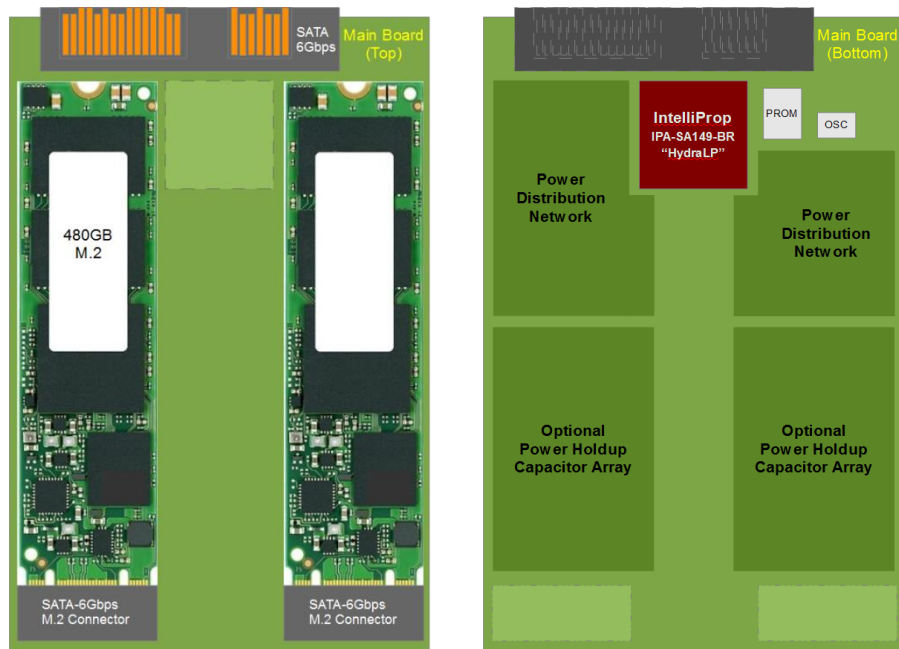 SATA
6Gbps
Main Board
(Top)
480GB
M.2
SATA-6Gbps
M.2 Connector
SATA-6Gbps
M.2 Connector
Main Board
(Bottom)
IntelliProp
IPA-SA149-BR
“HydraLP”
PROM
OSC
Power
Distribution
Network
Power
Distribution
Network
Optional
Power Holdup
Capacitor Array
Optional
Power Holdup
Capacitor Array